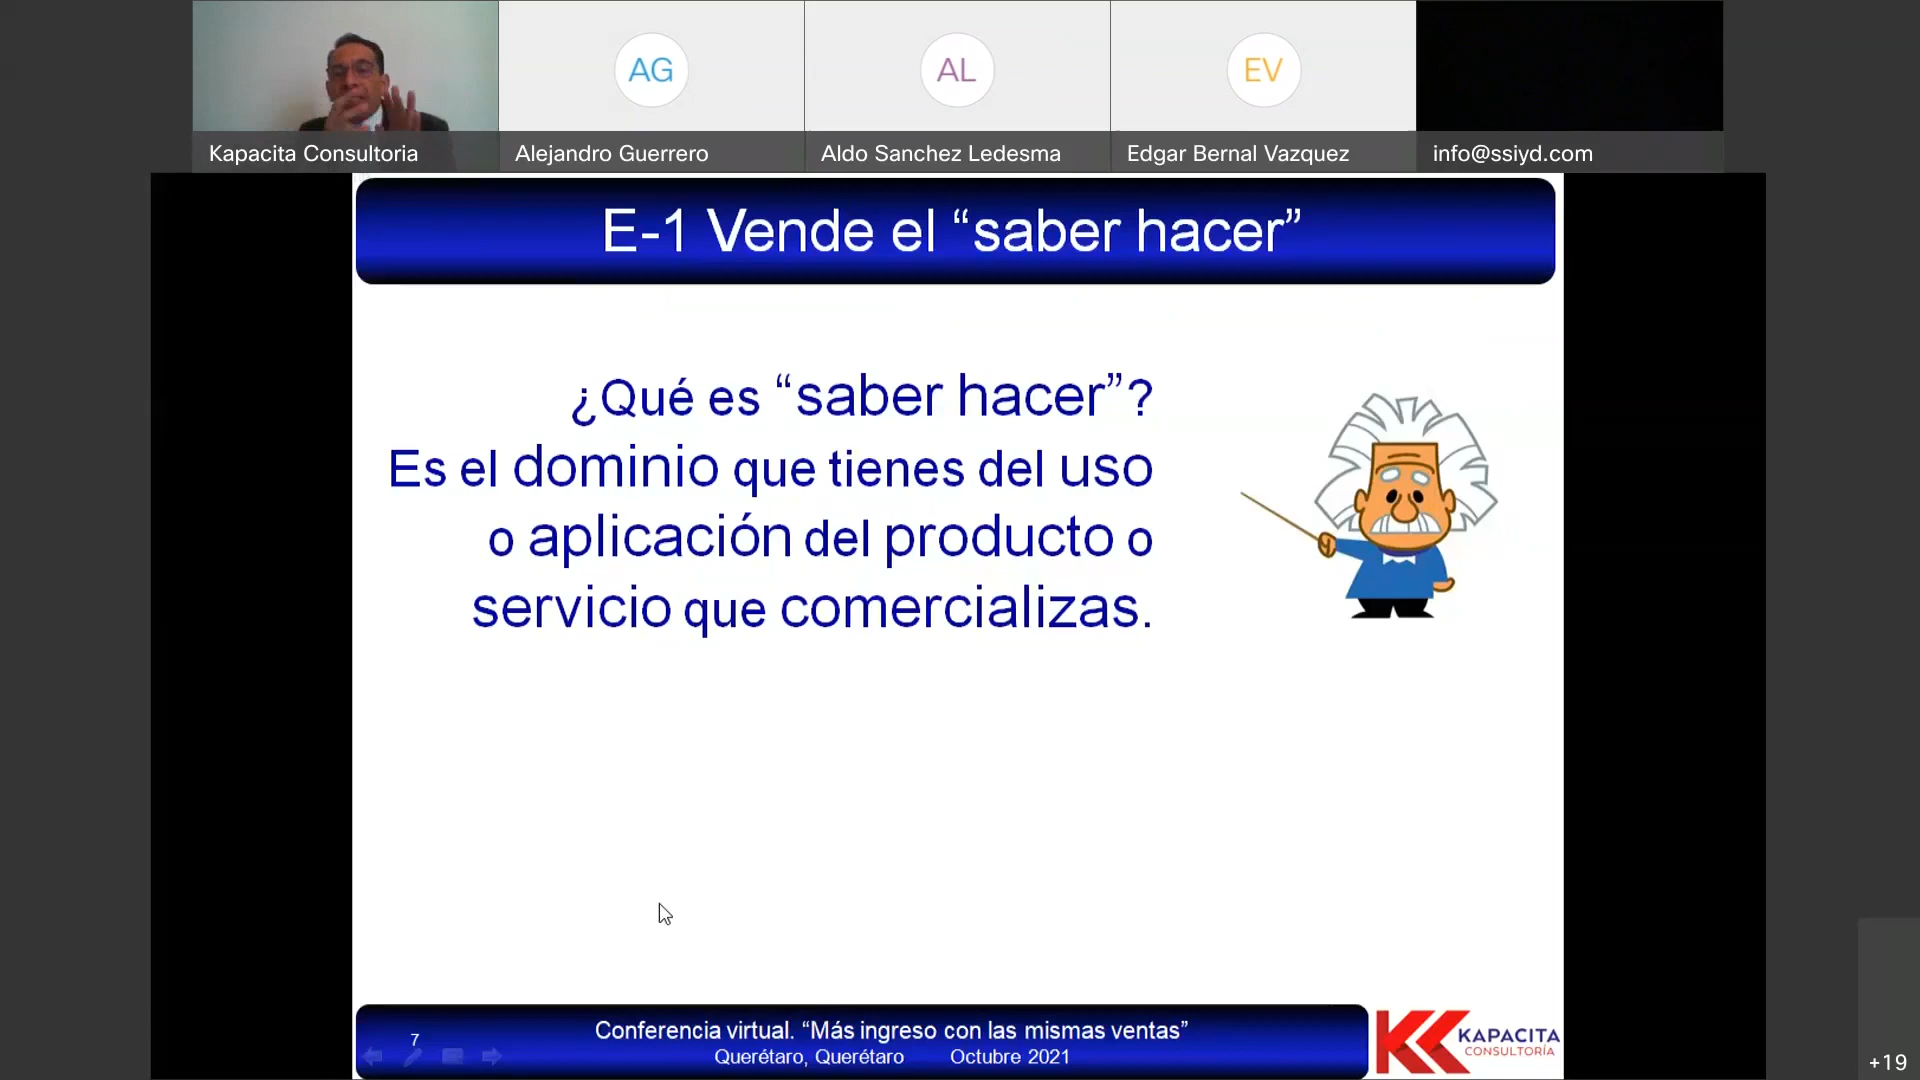 AG
AL
EV
Kapacita Consultoria
Alejandro Guerrero
Aldo Sanchez Ledesma
Edgar Bernal Vazquez
info@ssiyd.com
E-1 Vende el “saber hacer”
¿Qué es “saber hacer”?
Es el dominio que tienes del uso
o aplicación del producto o
servicio que comercializas.
7
Conferencia virtual. “Más ingreso con las mismas ventas”
Querétaro, Querétaro Octubre 2021
KAPACITA
CONSULTORÍA
+19